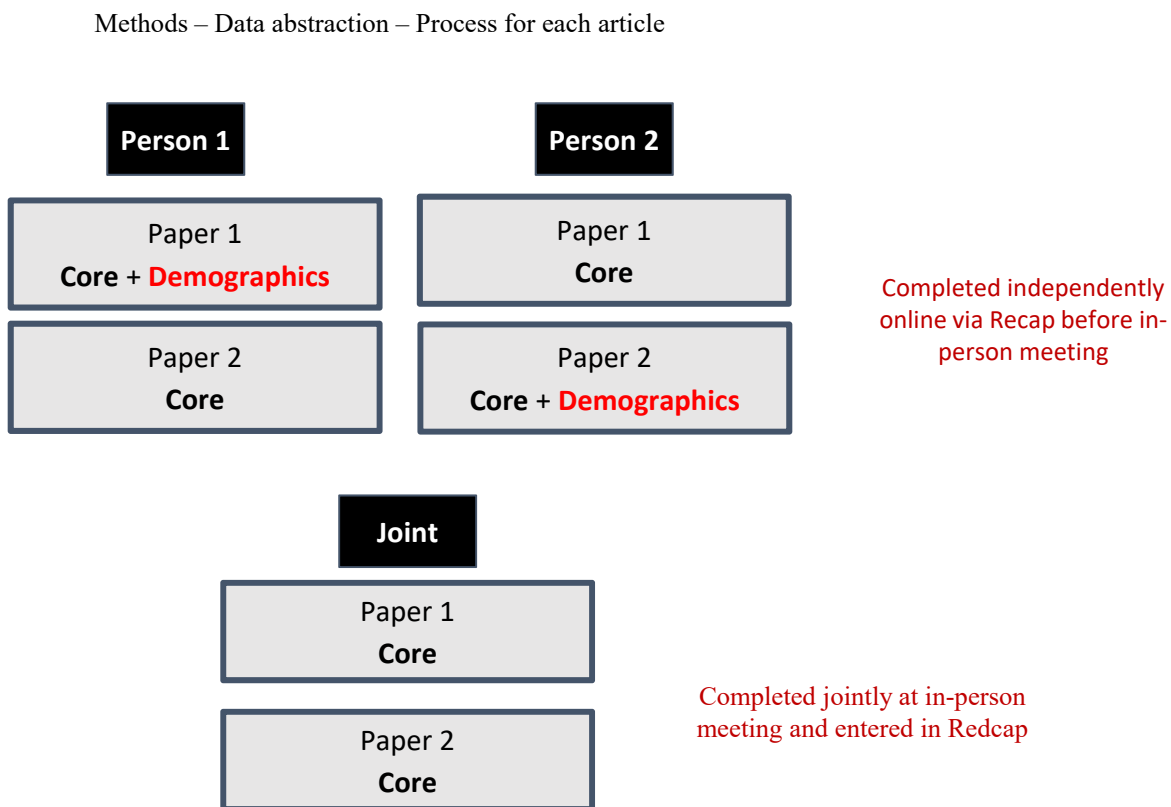 Methods – Data abstraction – Process for each article
Person 1
Person 2
Paper 1
Core + Demographics
Paper 2
Core
Paper 1
Core
Paper 2
Core + Demographics
Completed independently
online via Recap before in-
person meeting
Joint
Paper 1
Core
Paper 2
Core
Completed jointly at in-person
meeting and entered in Redcap